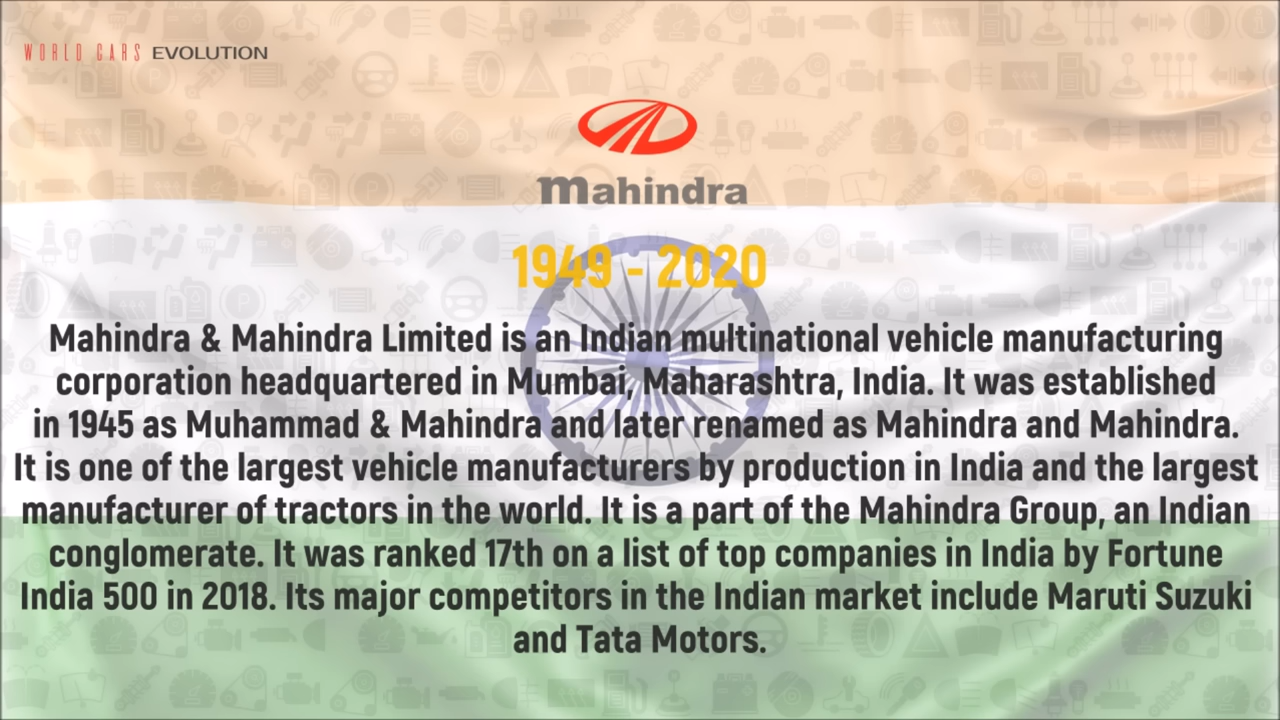 WORLD CARS EVOLUTION
mahindra
1949 - 2020
Mahindra & Mahindra Limited is an Indian multinational vehicle manufacturing
corporation headquartered in Mumbai, Maharashtra, India. It was established
in 1945 as Muhammad & Mahindra and later renamed as Mahindra and Mahindra.
It is one of the largest vehicle manufacturers by production in India and the largest
manufacturer of tractors in the world. It is a part of the Mahindra Group, an Indian
conglomerate. It was ranked 17th on a list of top companies in India by Fortune
India 500 in 2018. Its major competitors in the Indian market include Maruti Suzuki
and Tata Motors.